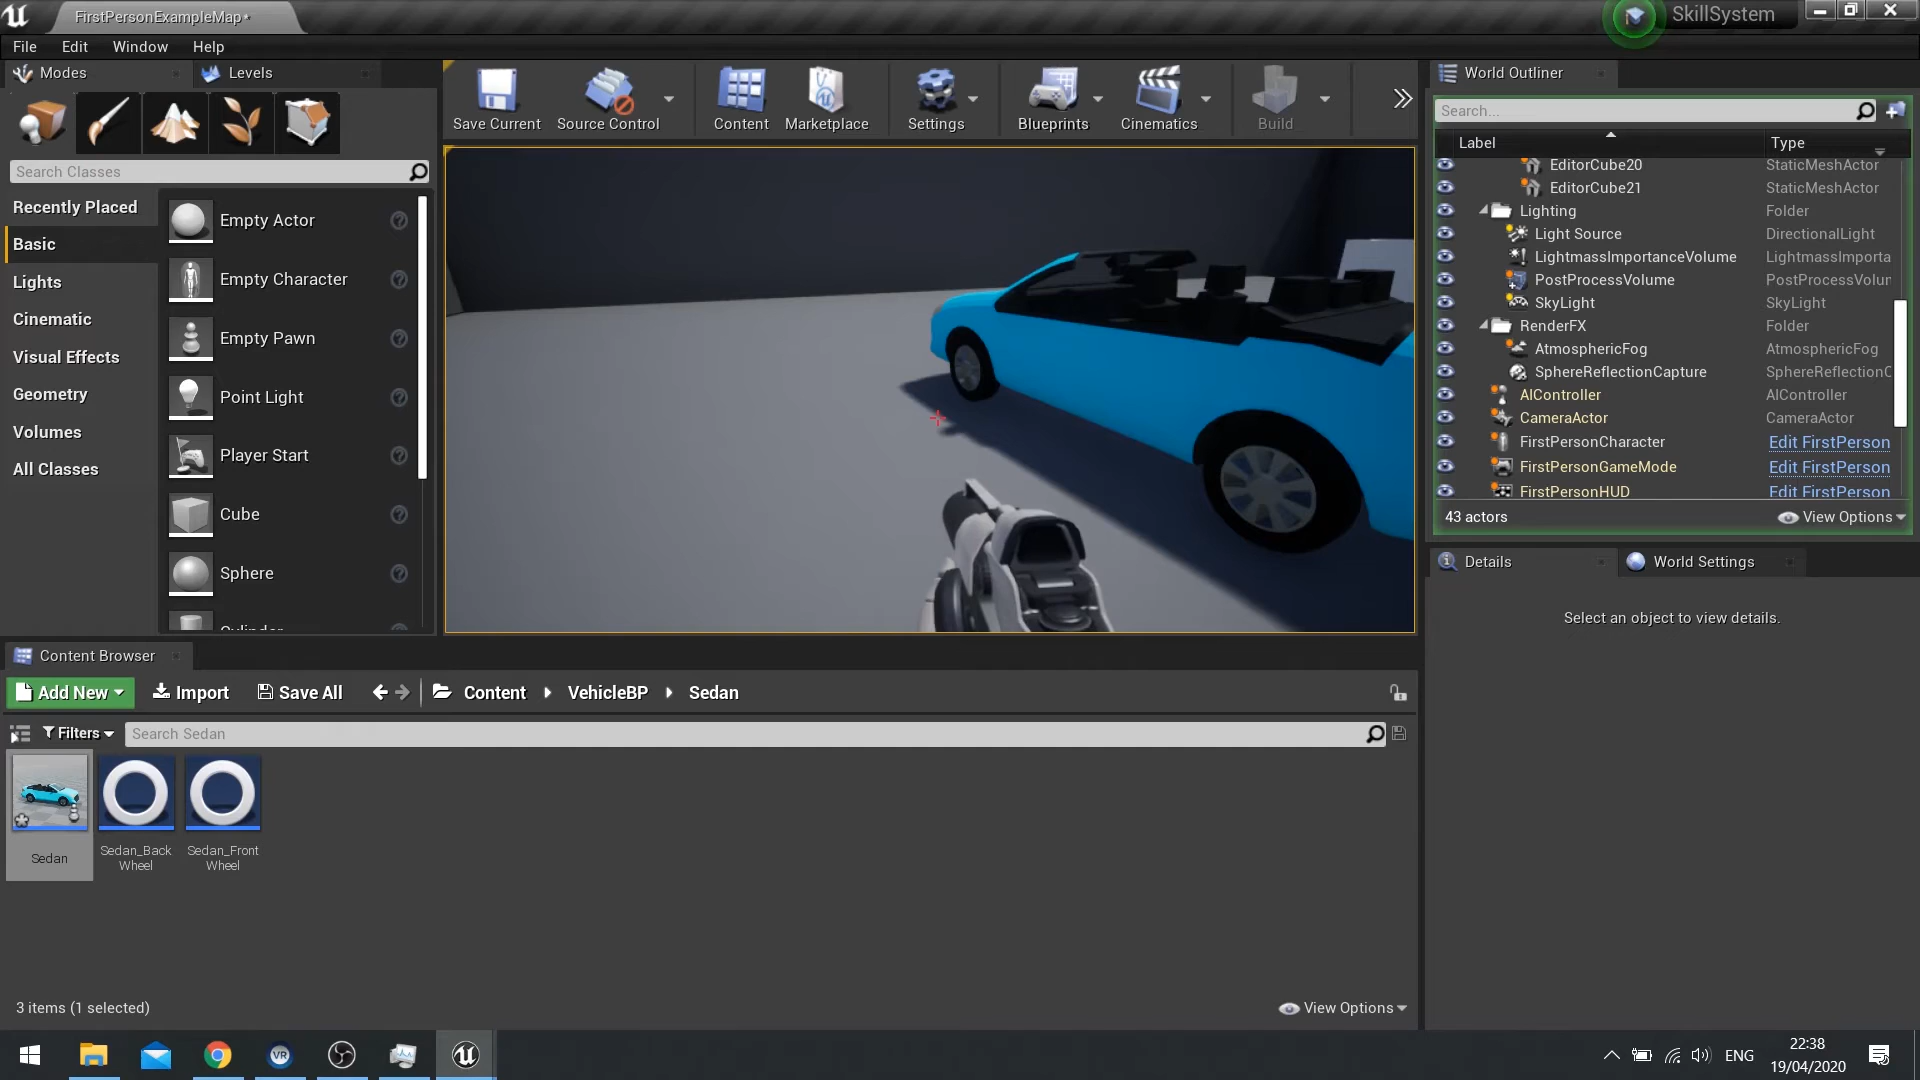 FirstPersonExampleMap*
SkillSystem
File Edit Window Help
Modes
Levels
Search Classes
Recently Placed
Basic
Lights
Cinematic
Visual Effects
Geometry
Volumes
All Classes
Empty Actor
Empty Character
Empty Pawn
Point Light
Player Start
Cube
Sphere
Cylinder
Save Current
Source Control
Content
Marketplace
Settings
Blueprints
Cinematics
Build
World Outliner
Search...
Label Type
EditorCube20 StaticMeshActor
EditorCube21 StaticMeshActor
Lighting Folder
Light Source DirectionalLight
LightmassImportanceVolume LightmassImporta
PostProcessVolume PostProcessVolum
SkyLight SkyLight
RenderFX Folder
AtmosphericFog AtmosphericFog
SphereReflectionCapture SphereReflectionC
AIController AIController
CameraActor CameraActor
FirstPersonCharacter Edit FirstPerson
FirstPersonGameMode Edit FirstPerson
FirstPersonHUD Edit FirstPerson
43 actors
View Options
Details
World Settings
Select an object to view details.
Content Browser
Add New
Import
Save All
Content
VehicleBP
Sedan
Filters
Search Sedan
Sedan
Sedan_Back
Wheel
Sedan_Front
Wheel
3 items (1 selected)
View Options
VR
ENG
22:38
19/04/2020